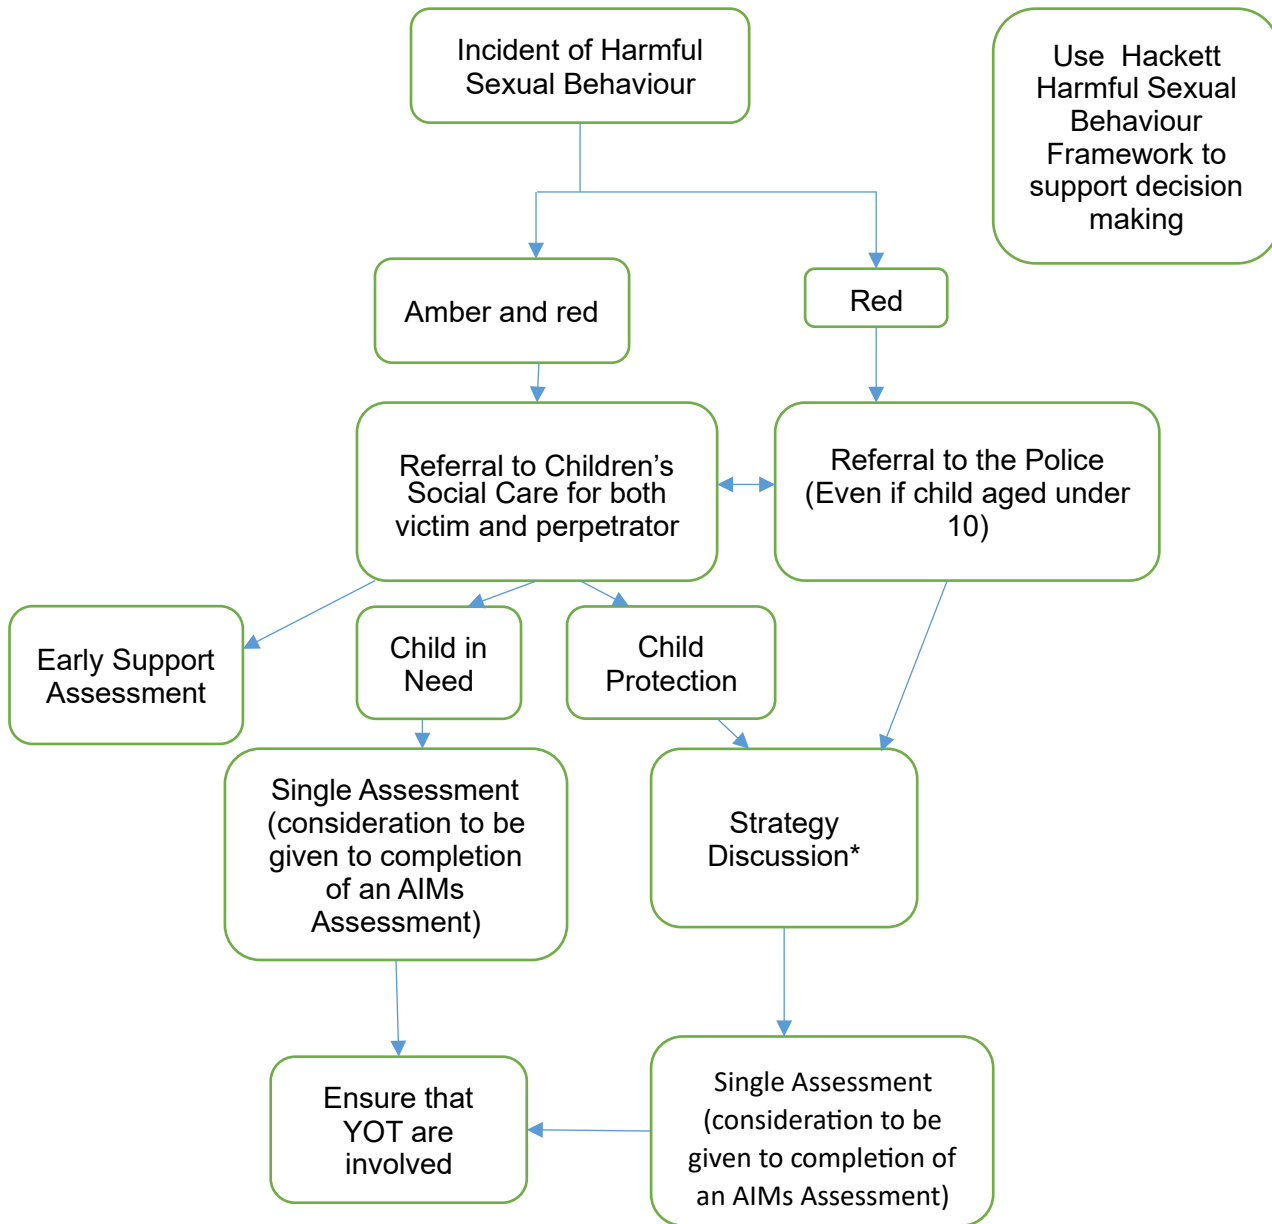 Incident of Harmful
Sexual Behaviour
Use Hackett
Harmful Sexual
Behaviour
Framework to
support decision
making
Amber and red
Red
Referral to Children’s
Social Care for both
victim and perpetrator
Referral to the Police
(Even if child aged under
10)
Early Support
Assessment
Child in
Need
Child
Protection
Single Assessment
(consideration to be
given to completion
of an AIMs
Assessment)
Strategy
Discussion*
Ensure that
YOT are
involved
Single Assessment
(consideration to be
given to completion of
an AIMs Assessment)